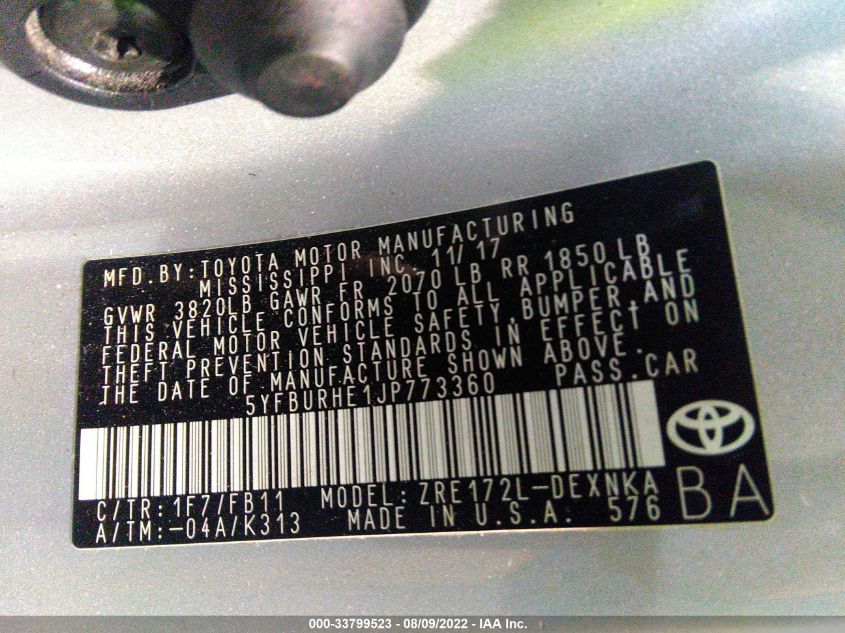 MFD.BY:TOYOTA MOTOR MANUFACTURING
MISSISSIPPI INC. 11/17
GVWR 3820LB GAWR FR 2070 LB RR 1850 LB
THIS VEHICLE CONFORMS TO ALL APPLICABLE
FEDERAL MOTOR VEHICLE SAFETY,BUMPER,AND
THEFT PREVENTION STANDARDS IN EFFECT ON
THE DATE OF MANUFACTURE SHOWN ABOVE.
5YFBURHE1JP773360 PASS.CAR
C/TR:1F7/FB11 MODEL:ZRE172L-DEXNKA
A/TM:-04A/K313 MADE IN U.S.A. 576
BA
000-33799523 - 08/09/2022 - IAA Inc.